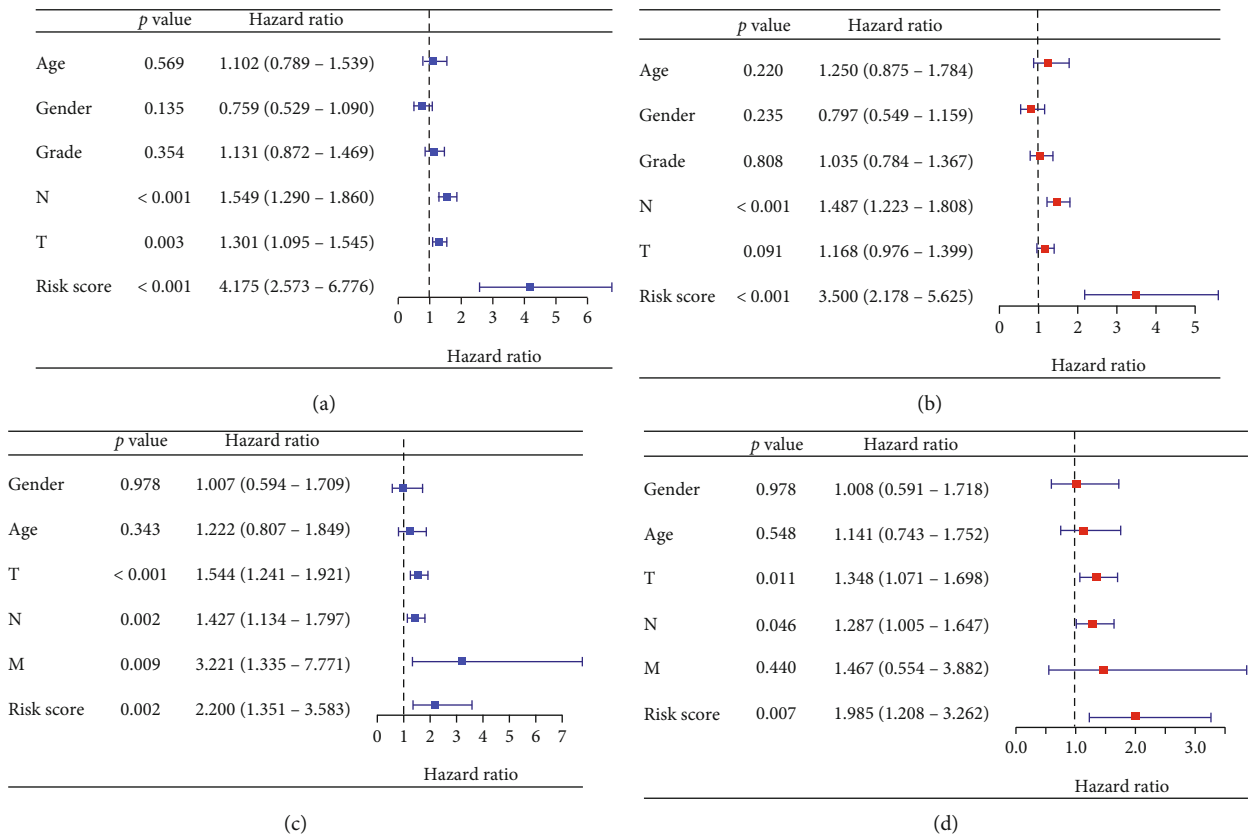 p value Hazard ratio
Age 0.569 1.102 (0.789 – 1.539)
Gender 0.135 0.759 (0.529 – 1.090)
Grade 0.354 1.131 (0.872 – 1.469)
N < 0.001 1.549 (1.290 – 1.860)
T 0.003 1.301 (1.095 – 1.545)
Risk score < 0.001 4.175 (2.573 – 6.776)
0 1 2 3 4 5 6
Hazard ratio
(a)
p value Hazard ratio
Age 0.220 1.250 (0.875 – 1.784)
Gender 0.235 0.797 (0.549 – 1.159)
Grade 0.808 1.035 (0.784 – 1.367)
N < 0.001 1.487 (1.223 – 1.808)
T 0.091 1.168 (0.976 – 1.399)
Risk score < 0.001 3.500 (2.178 – 5.625)
0 1 2 3 4 5
Hazard ratio
(b)
p value Hazard ratio
Gender 0.978 1.007 (0.594 – 1.709)
Age 0.343 1.222 (0.807 – 1.849)
T < 0.001 1.544 (1.241 – 1.921)
N 0.002 1.427 (1.134 – 1.797)
M 0.009 3.221 (1.335 – 7.771)
Risk score 0.002 2.200 (1.351 – 3.583)
0 1 2 3 4 5 6 7
Hazard ratio
(c)
p value Hazard ratio
Gender 0.978 1.008 (0.591 – 1.718)
Age 0.548 1.141 (0.743 – 1.752)
T 0.011 1.348 (1.071 – 1.698)
N 0.046 1.287 (1.005 – 1.647)
M 0.440 1.467 (0.554 – 3.882)
Risk score 0.007 1.985 (1.208 – 3.262)
0.0 1.0 2.0 3.0
Hazard ratio
(d)